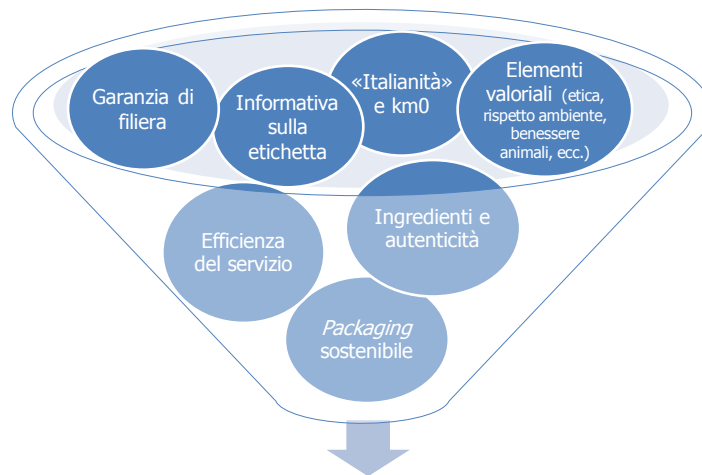 Garanzia di
filiera
Informativa
sulla
etichetta
«Italianità»
e km0
Elementi
valoriali (etica,
rispetto ambiente,
benessere
animali, ecc.)
Efficienza
del servizio
Ingredienti e
autenticità
Packaging
sostenibile